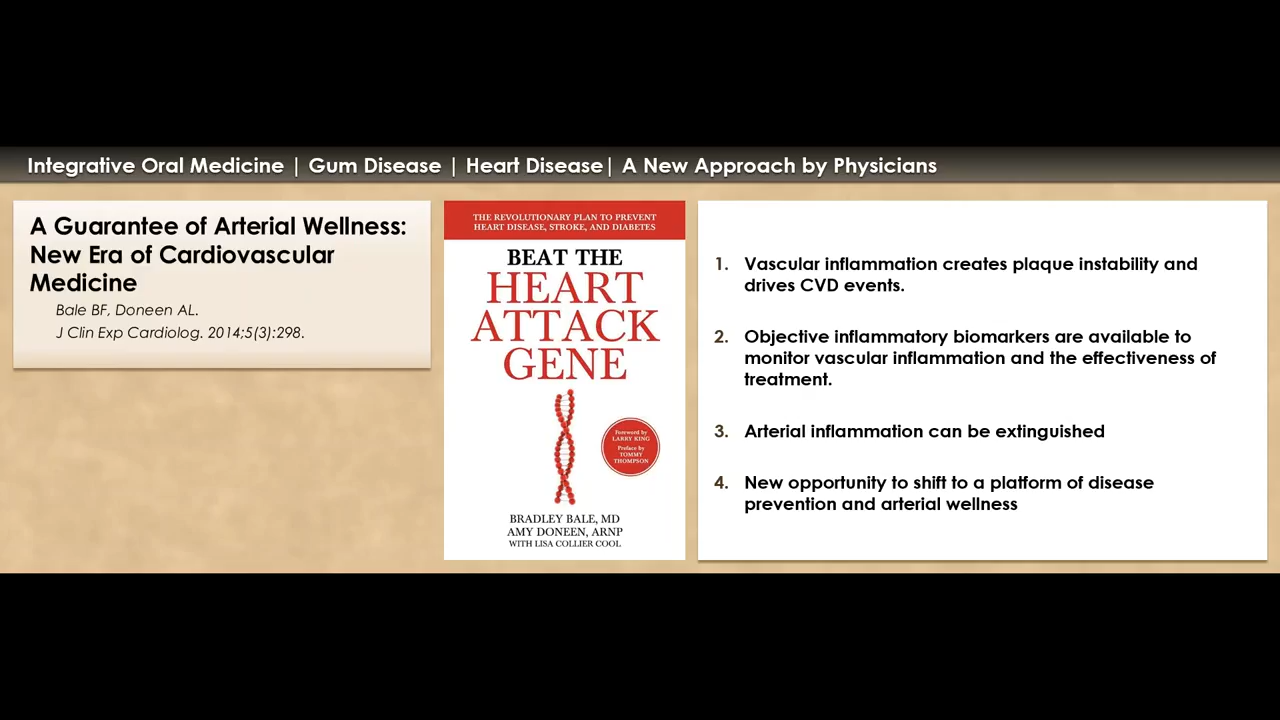 Integrative Oral Medicine | Gum Disease | Heart Disease| A New Approach by Physicians
A Guarantee of Arterial Wellness:
New Era of Cardiovascular
Medicine
Bale BF, Doneen AL.
J Clin Exp Cardiolog. 2014;5(3):298.
THE REVOLUTIONARY PLAN TO PREVENT
HEART DISEASE, STROKE, AND DIABETES
BEAT THE
HEART
ATTACK
GENE
Foreword by
LARRY KING
Preface by
TOMMY
THOMPSON
BRADLEY BALE, MD
AMY DONEEN, ARNP
WITH LISA COLLIER COOL
1. Vascular inflammation creates plaque instability and
drives CVD events.
2. Objective inflammatory biomarkers are available to
monitor vascular inflammation and the effectiveness of
treatment.
3. Arterial inflammation can be extinguished
4. New opportunity to shift to a platform of disease
prevention and arterial wellness